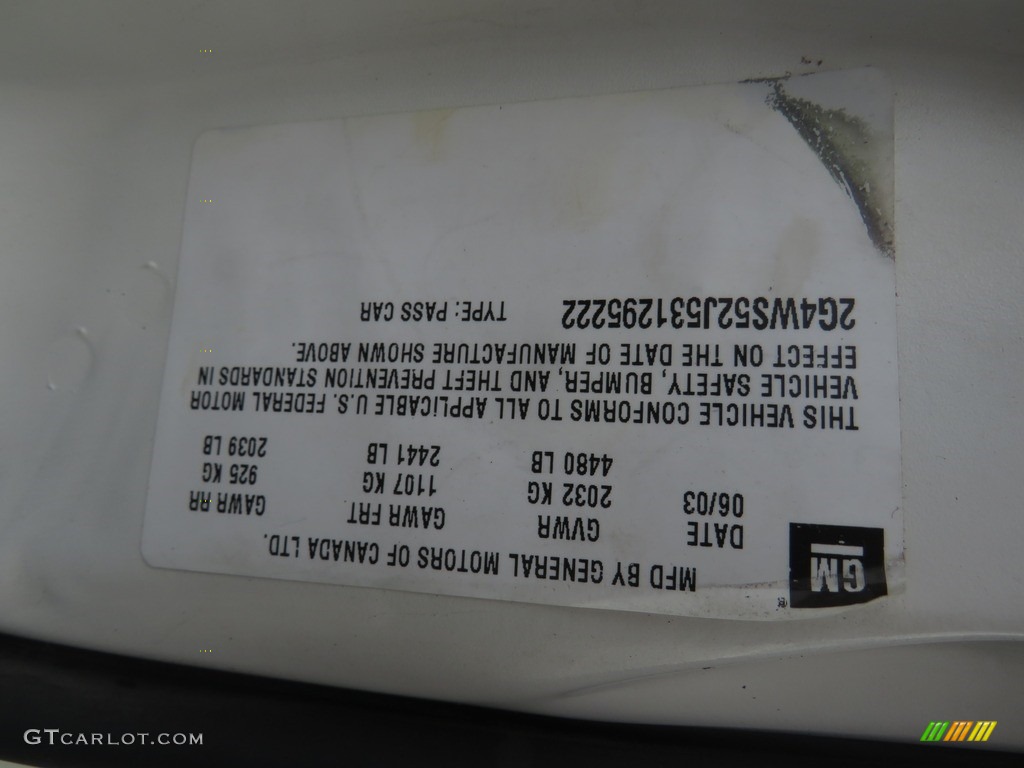 MFD BY GENERAL MOTORS OF CANADA LTD.
GM
DATE GVWR GAWR FRT GAWR RR
06/03 2032 KG 1107 KG 925 KG
4480 LB 2441 LB 2039 LB
THIS VEHICLE CONFORMS TO ALL APPLICABLE U.S. FEDERAL MOTOR
VEHICLE SAFETY, BUMPER, AND THEFT PREVENTION STANDARDS IN
EFFECT ON THE DATE OF MANUFACTURE SHOWN ABOVE.
2G4WS52J531295222 TYPE: PASS CAR
GTCARLOT.COM